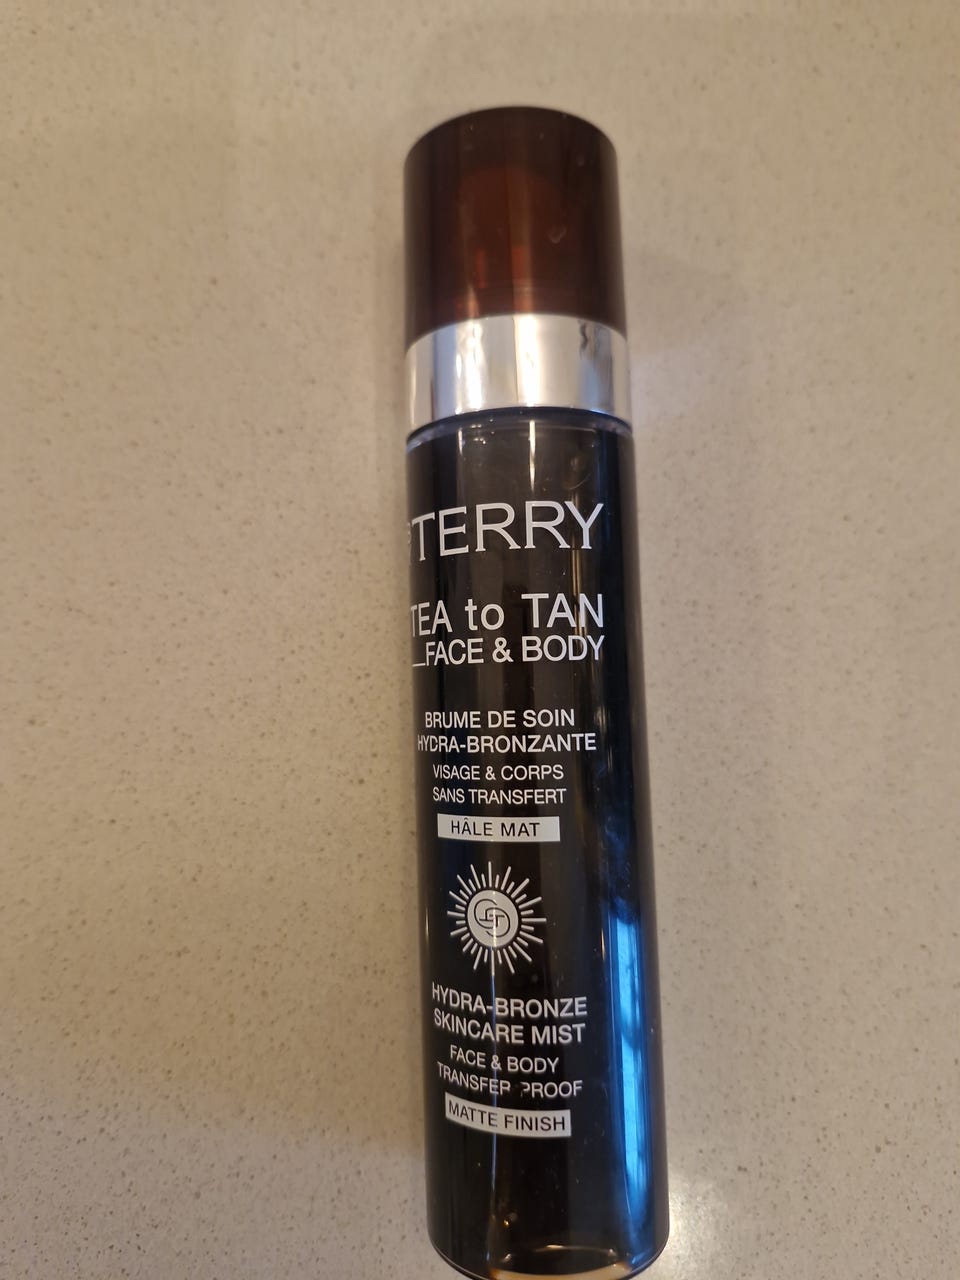 TERRY
TEA to TAN
FACE & BODY
BRUME DE SOIN
HYDRA-BRONZANTE
VISAGE & CORPS
SANS TRANSFERT
HÂLE MAT
HYDRA-BRONZE
SKINCARE MIST
FACE & BODY
TRANSFER PROOF
MATTE FINISH